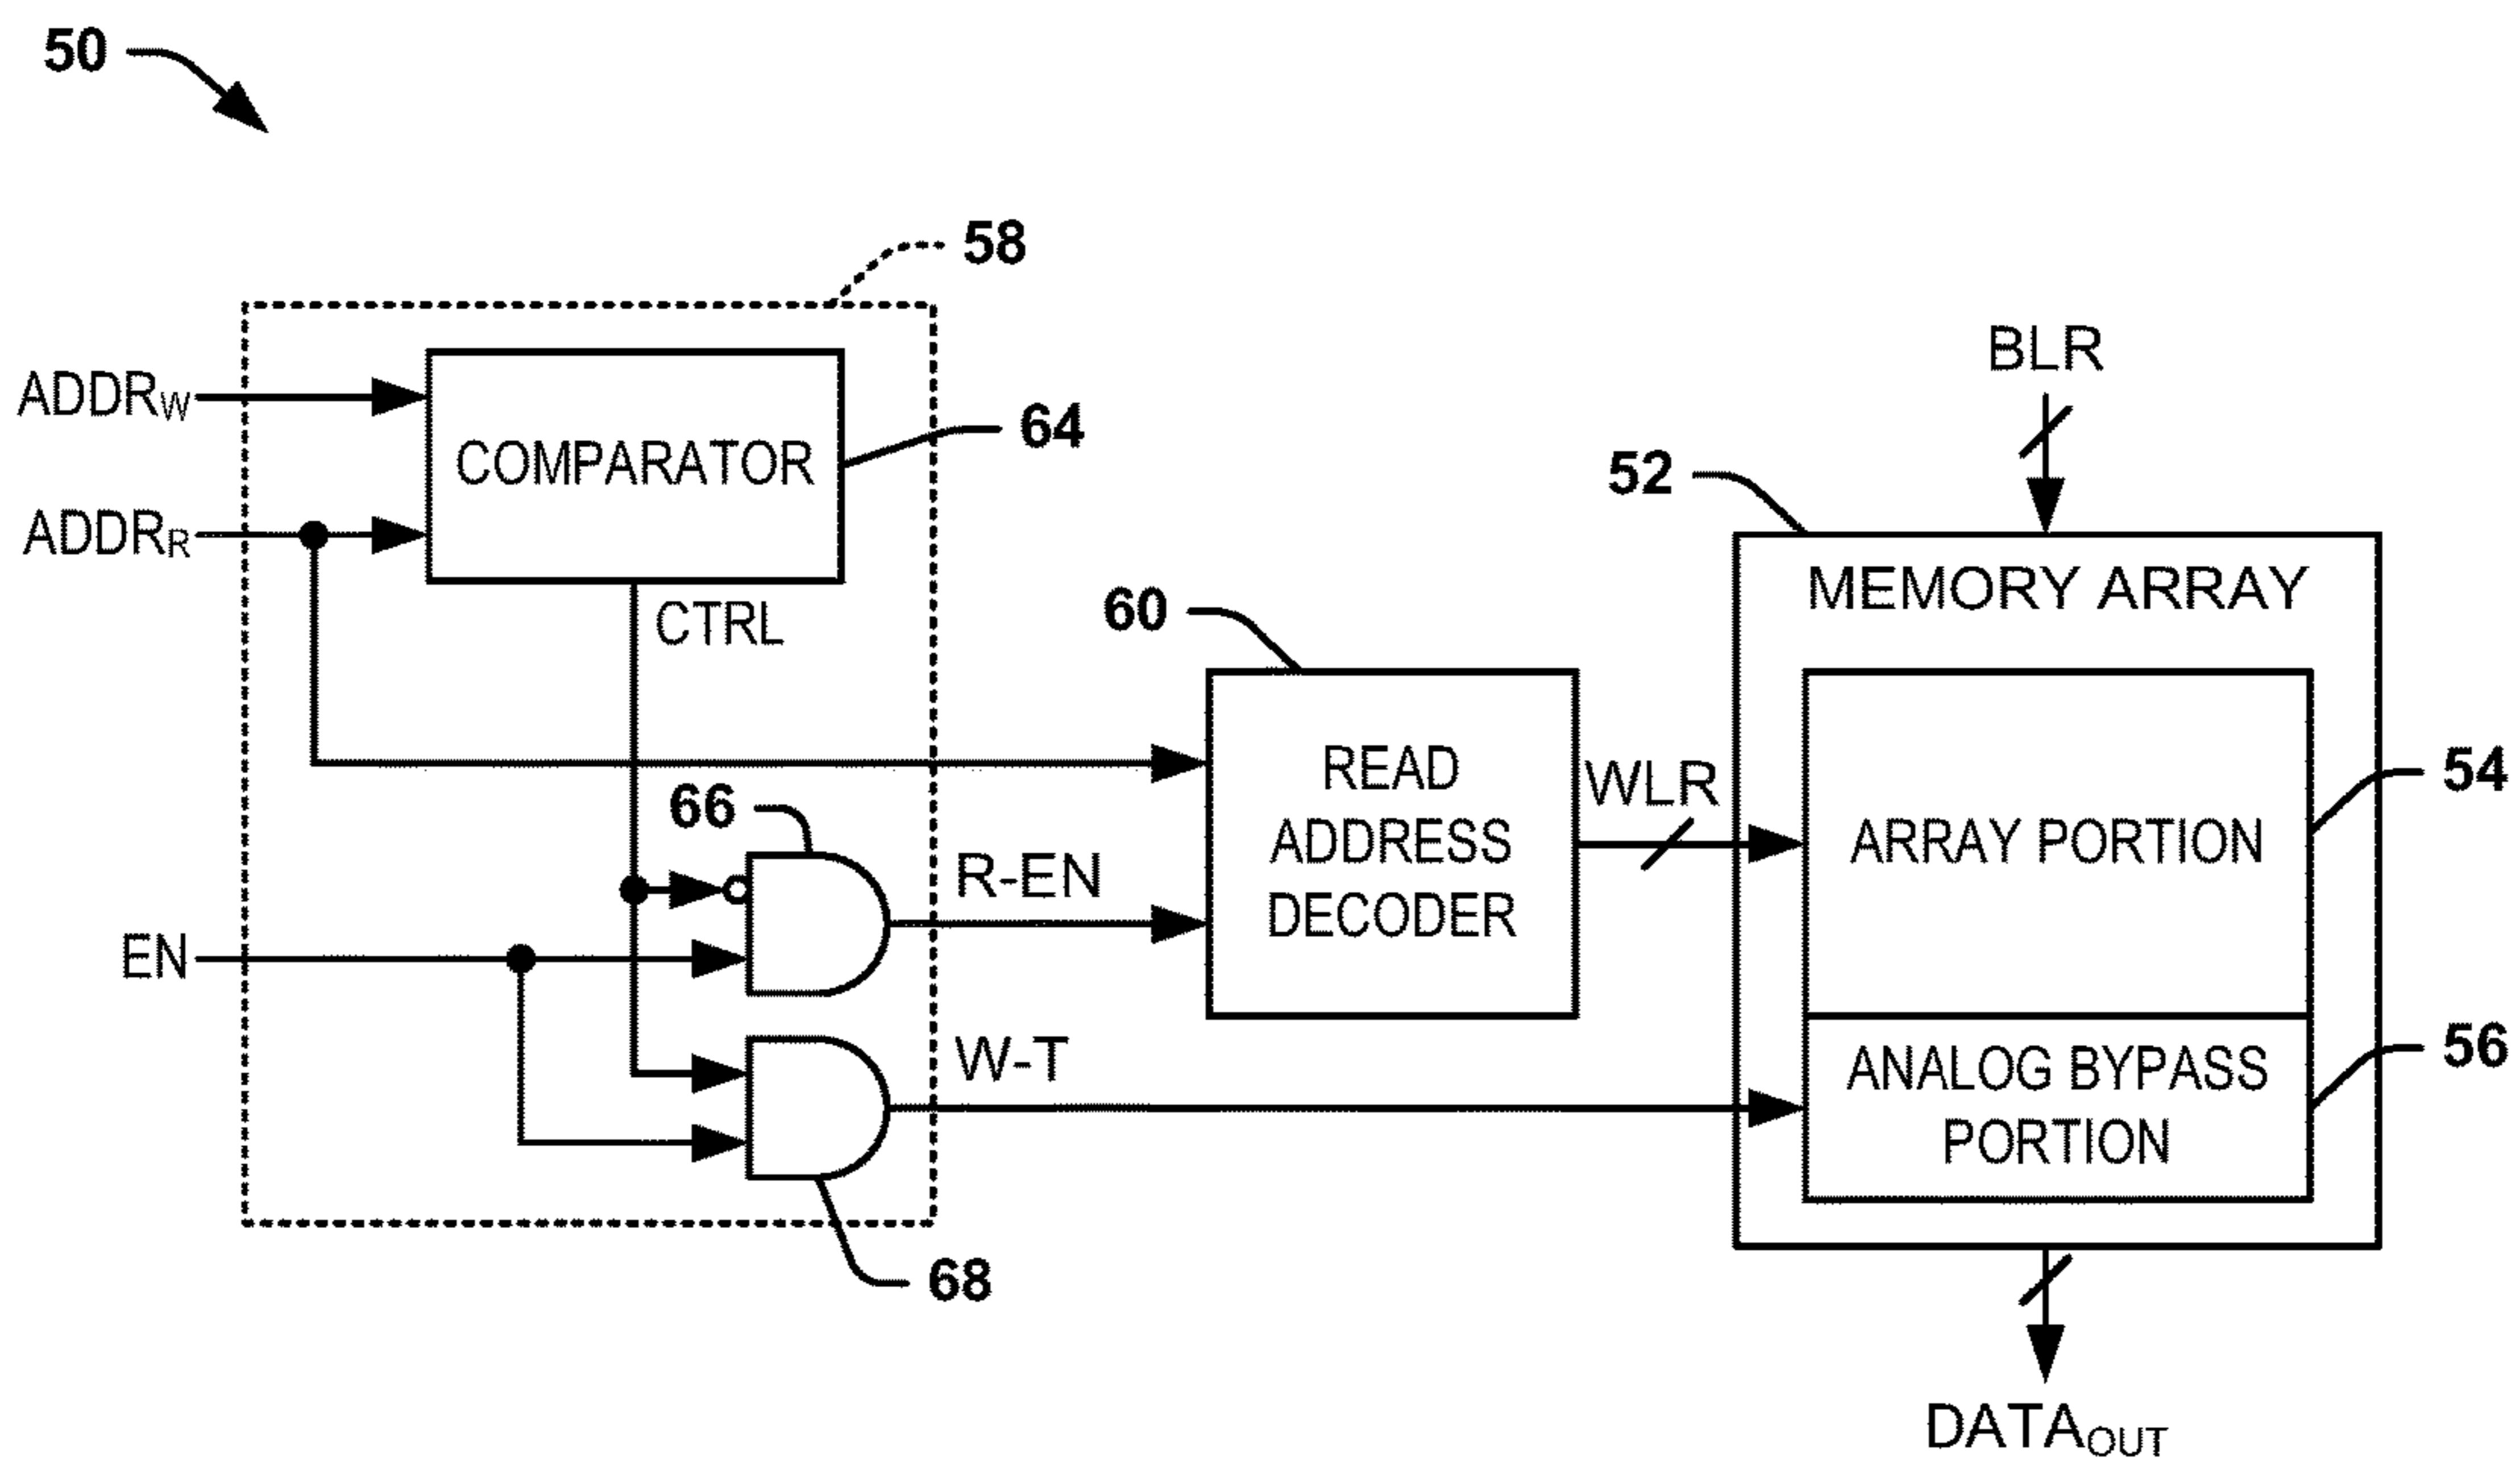 50
58
ADDRW
COMPARATOR
64
ADDRR
CTRL
BLR
52
MEMORY ARRAY
60
READ
ADDRESS
DECODER
WLR
ARRAY PORTION
54
66
R-EN
EN
W-T
ANALOG BYPASS
PORTION
56
68
DATAOUT